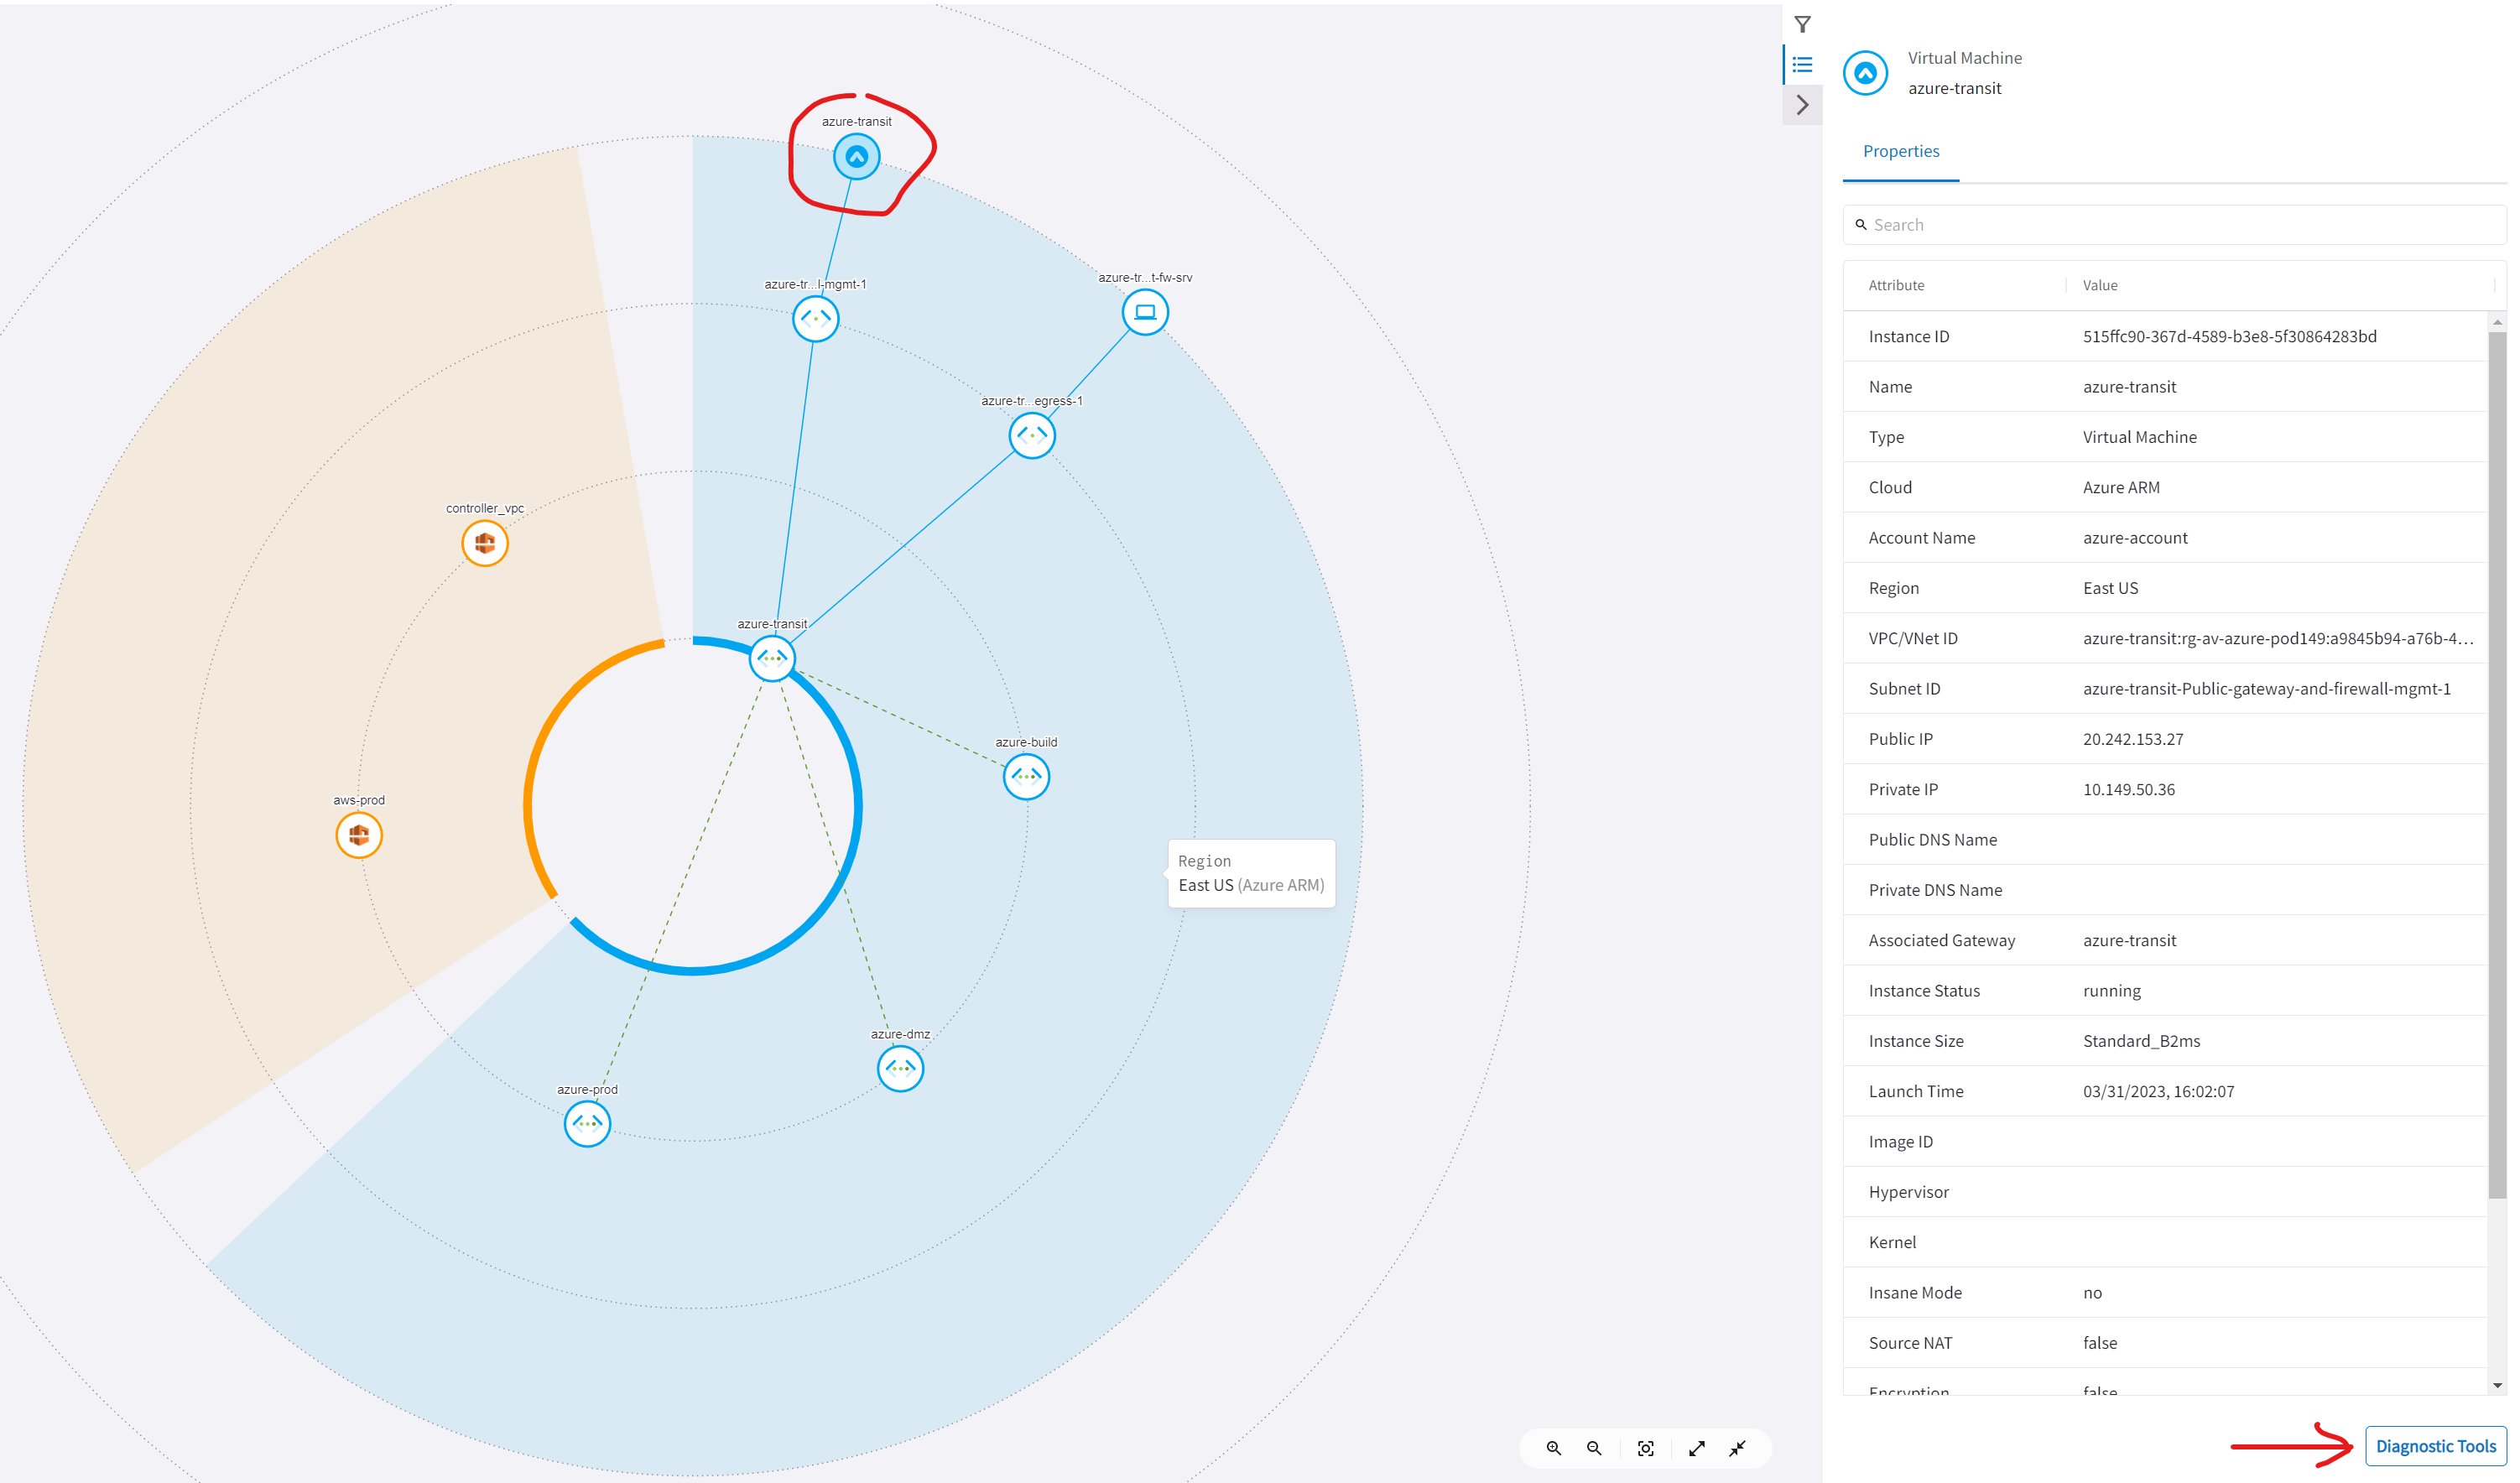 azure-transit
azure-tr...l-mgmt-1
azure-tr...t-fw-srv
azure-tr...egress-1
controller_vpc
azure-transit
azure-build
aws-prod
Region
East US (Azure ARM)
azure-dmz
azure-prod
Virtual Machine
azure-transit
Properties
Search
Attribute Value
Instance ID 515ffc90-367d-4589-b3e8-5f30864283bd
Name azure-transit
Type Virtual Machine
Cloud Azure ARM
Account Name azure-account
Region East US
VPC/VNet ID azure-transit:rg-av-azure-pod149:a9845b94-a76b-4...
Subnet ID azure-transit-Public-gateway-and-firewall-mgmt-1
Public IP 20.242.153.27
Private IP 10.149.50.36
Public DNS Name
Private DNS Name
Associated Gateway azure-transit
Instance Status running
Instance Size Standard_B2ms
Launch Time 03/31/2023, 16:02:07
Image ID
Hypervisor
Kernel
Insane Mode no
Source NAT false
Encryption false
Diagnostic Tools